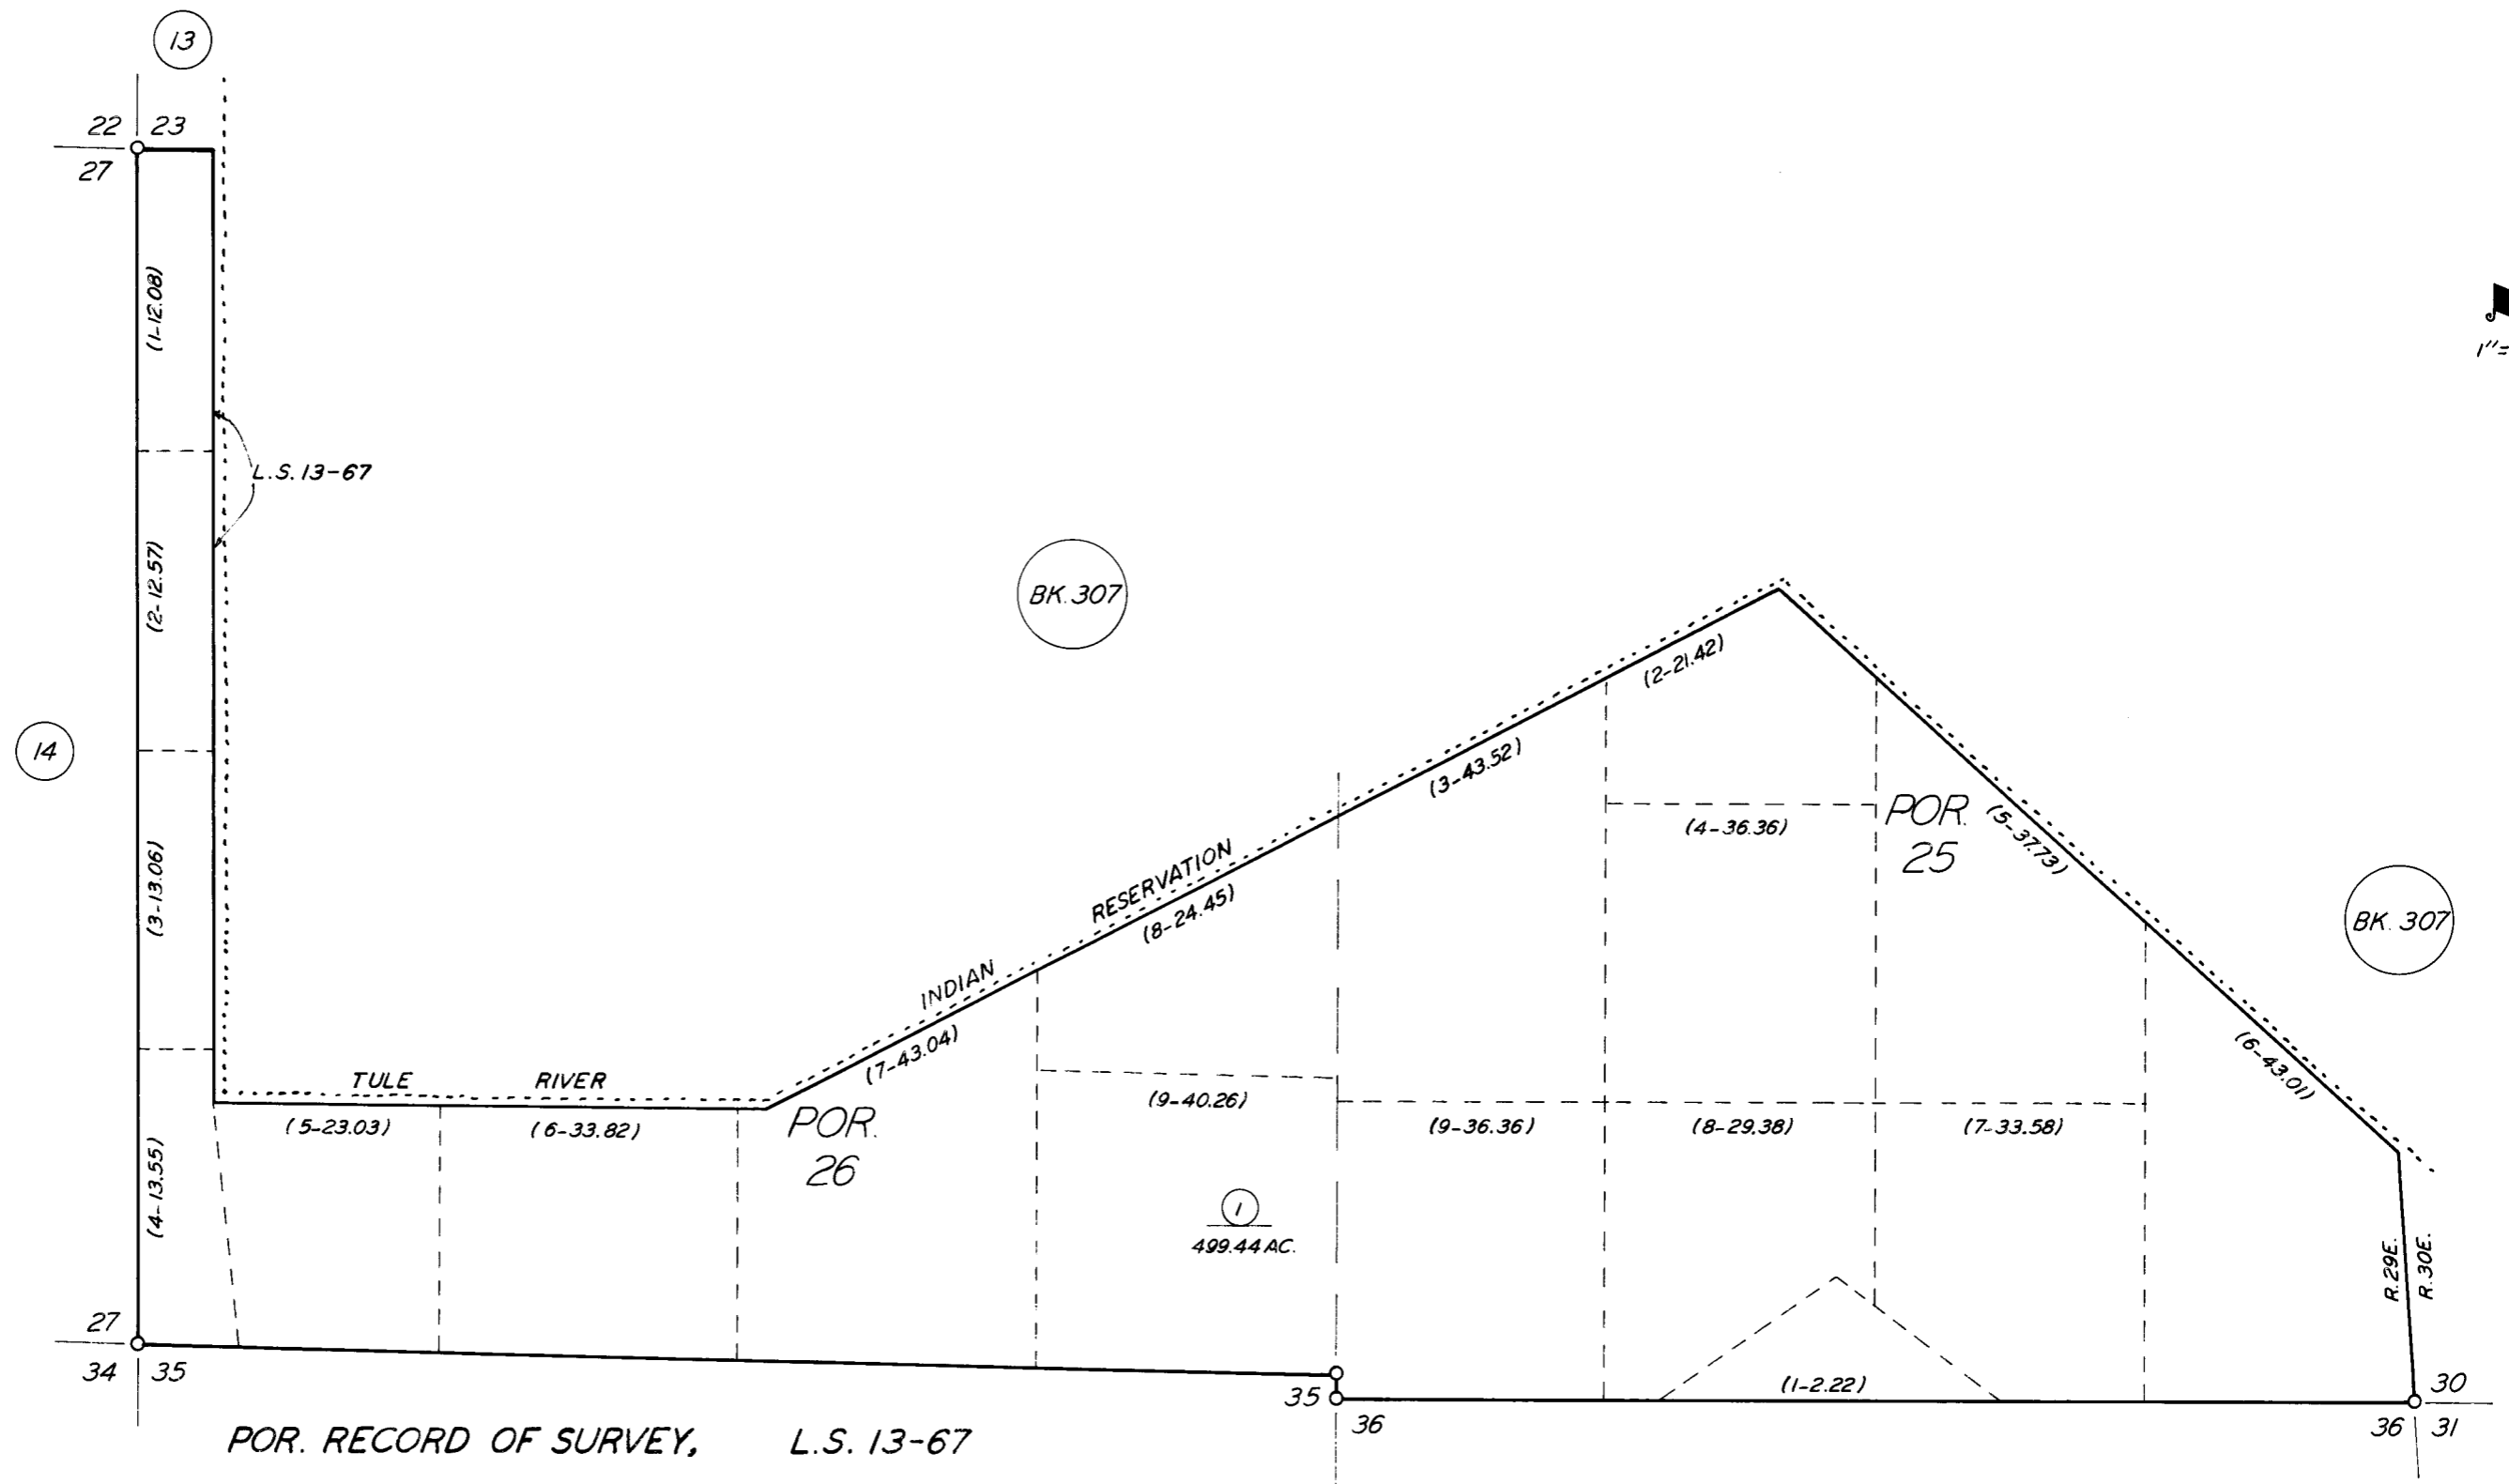 13
22 23
27
(1-12.08)
L.S. 13-67
(2-12.57)
14
(3-13.06)
(4-13.55)
27
34 35
1"=
BK. 307
(2-21.42)
(3-43.52)
(4-36.36)
POR.
25
(5-37.73)
BK. 307
INDIAN RESERVATION
(8-24.45)
(7-43.04)
(6-43.01)
TULE RIVER
(5-23.03)
(6-33.82)
POR.
26
(9-40.26)
(9-36.36)
(8-29.38)
(7-33.58)
1
499.44 AC.
R.29E.
R.30E.
(1-2.22)
35
36
30
36 31
POR. RECORD OF SURVEY, L.S. 13-67